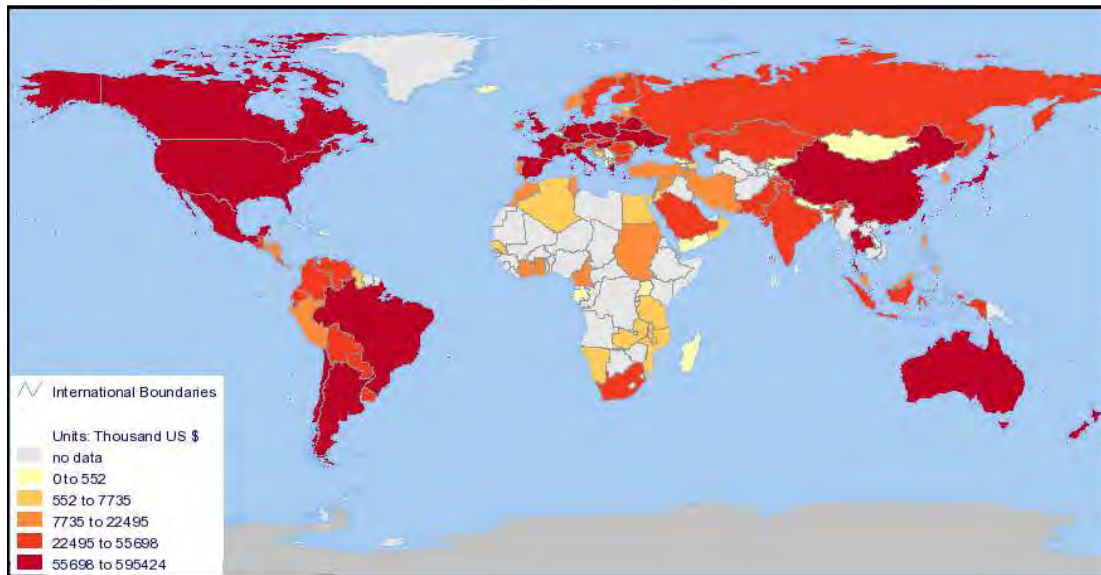 International Boundaries
Units: Thousand US $
no data
0 to 552
552 to 7735
7735 to 22495
22495 to 55698
55698 to 595424